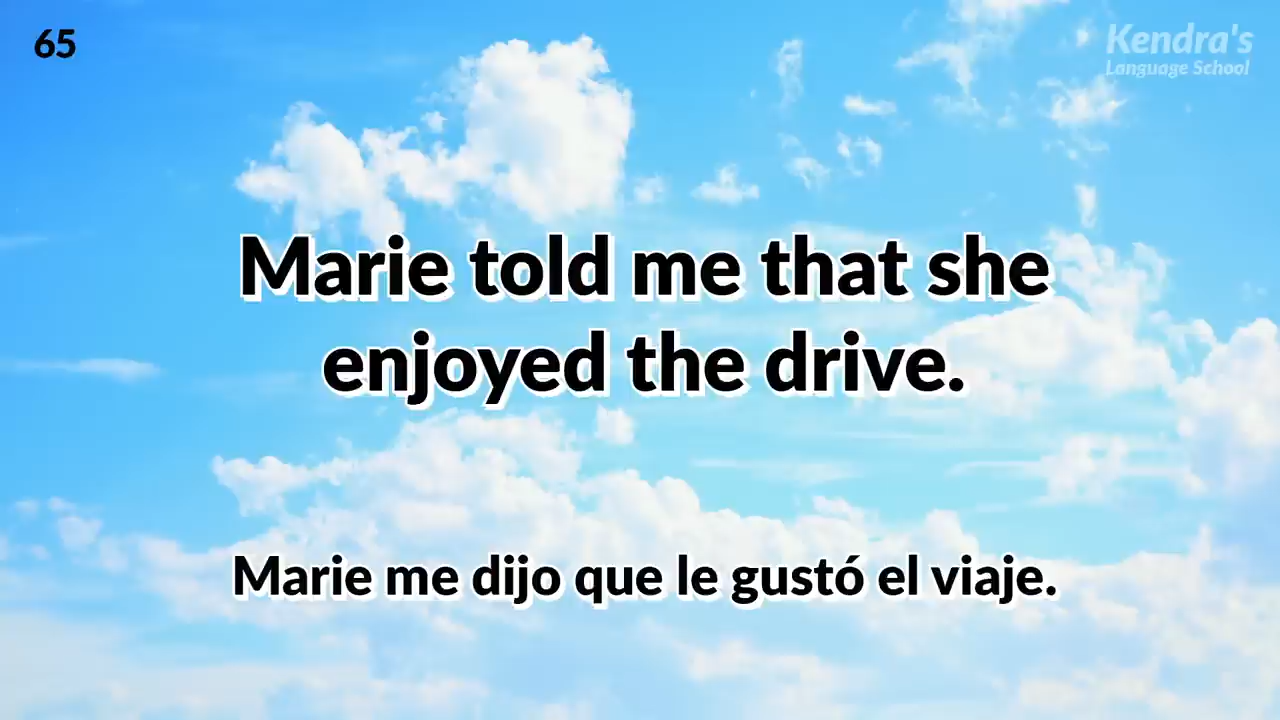 65
Kendra's
Language School
Marie told me that she
enjoyed the drive.
Marie me dijo que le gustó el viaje.